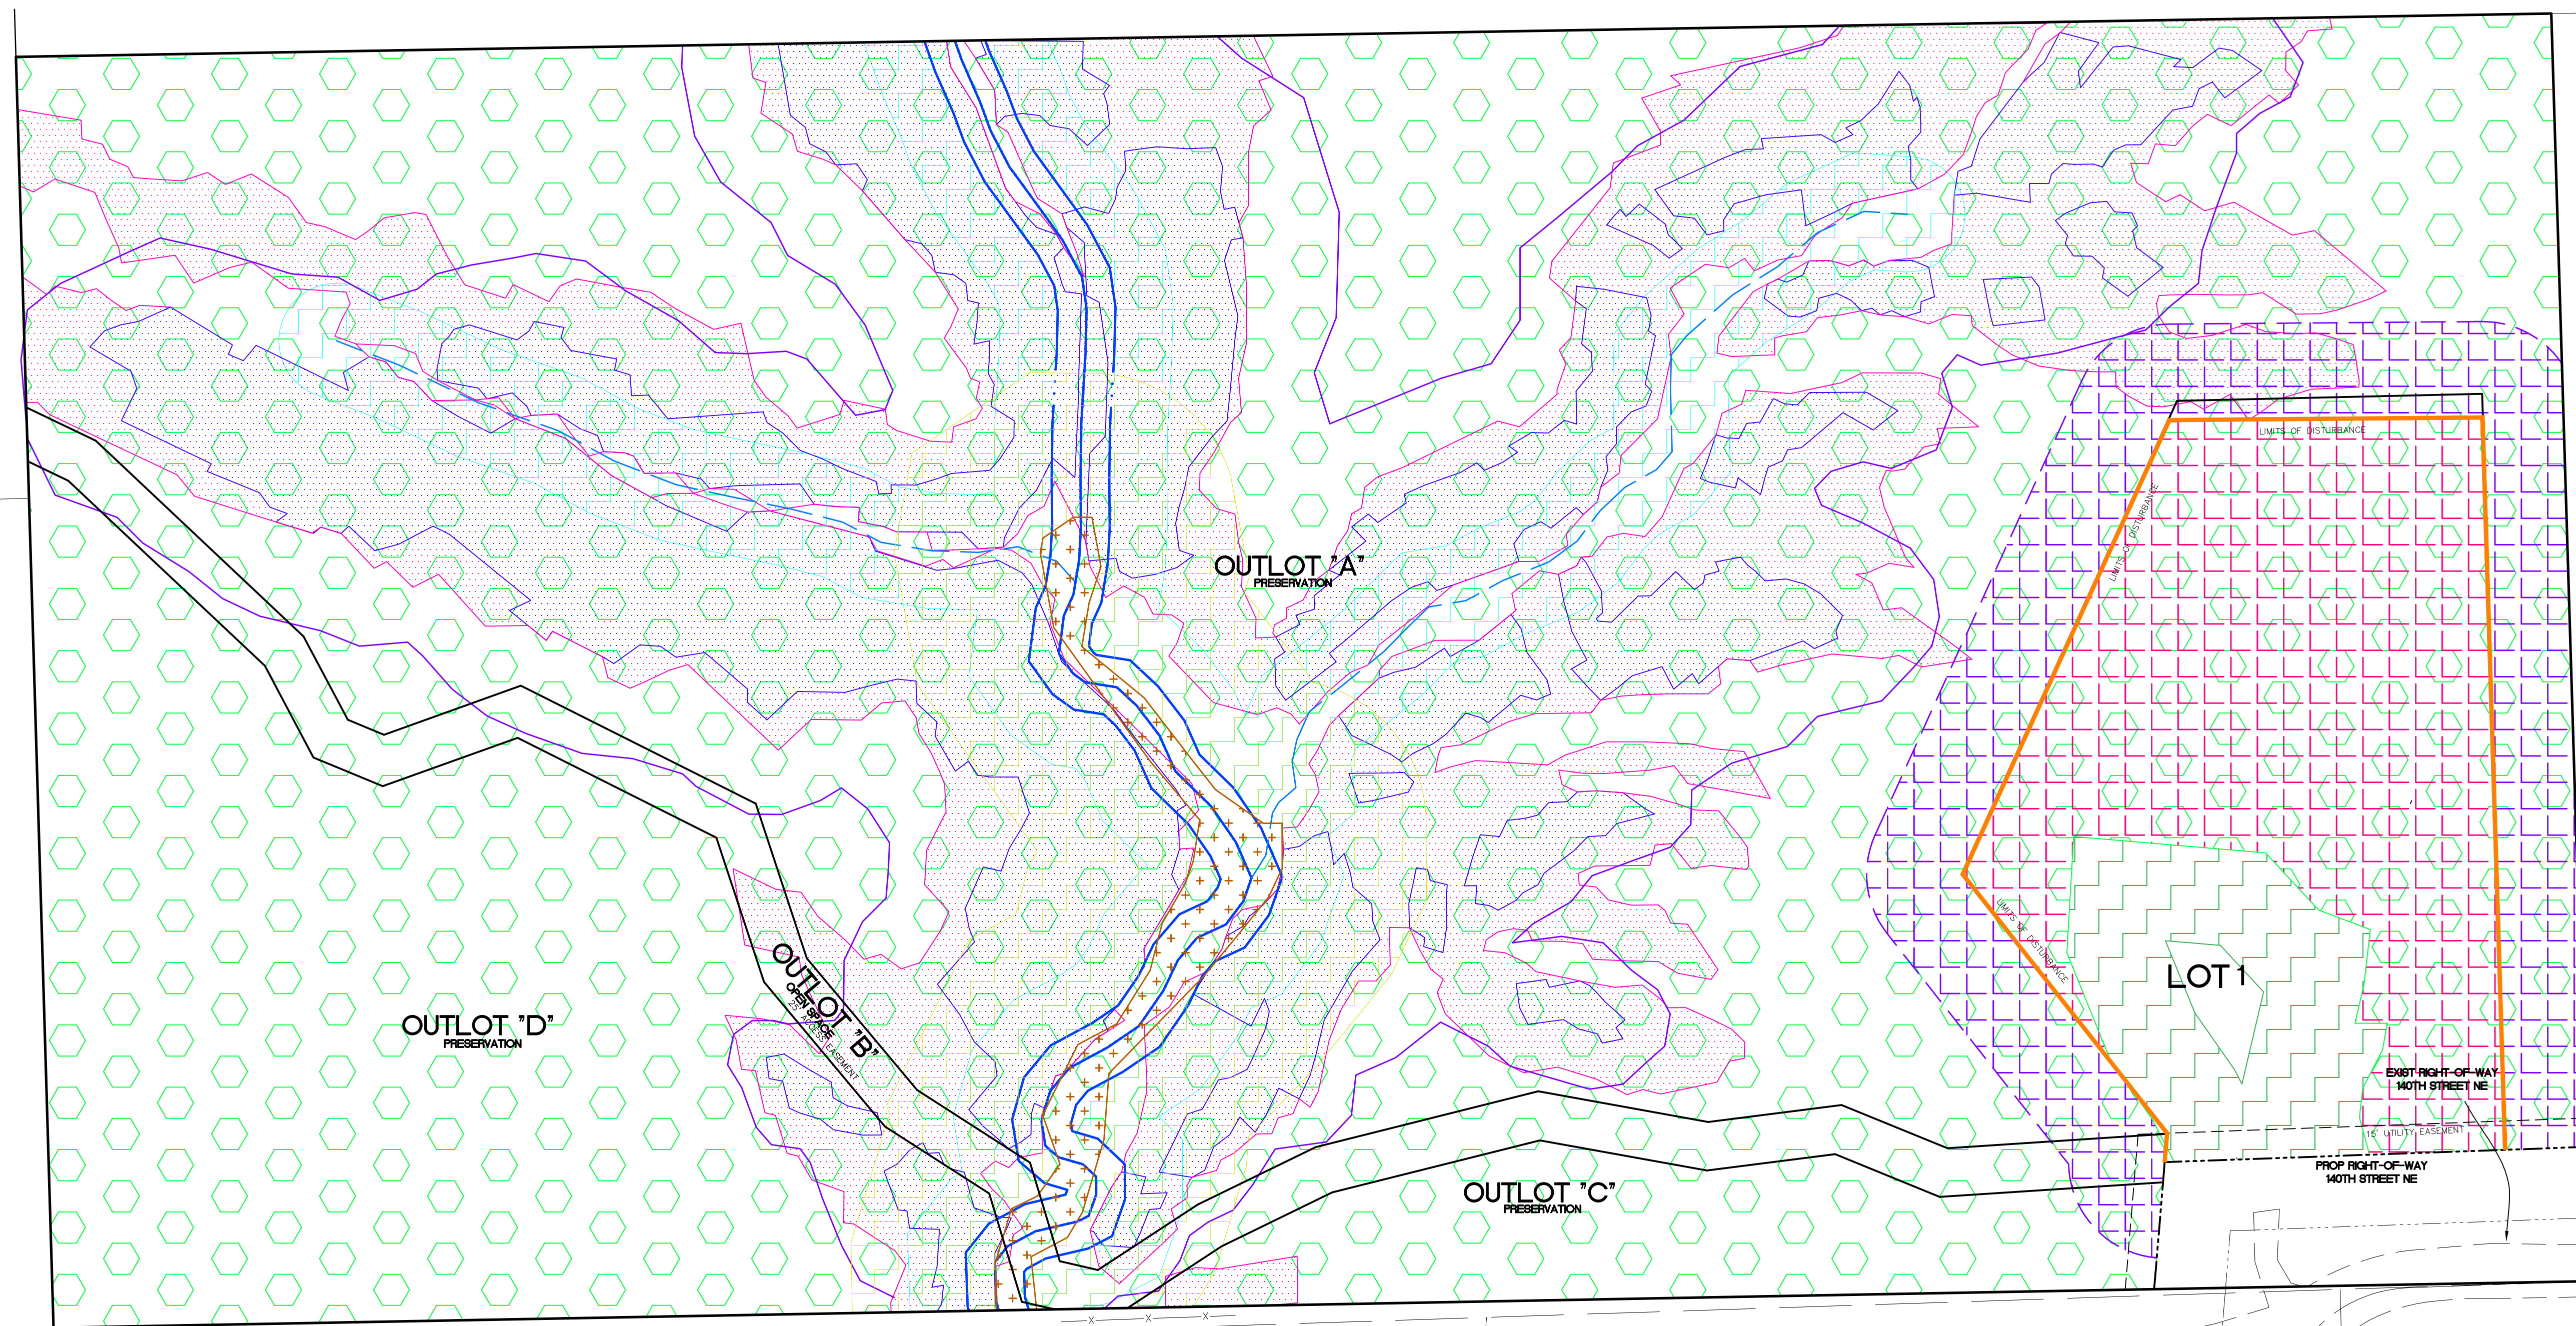 LIMITS OF DISTURBANCE
LIMITS OF DISTURBANCE
OUTLOT "A"
PRESERVATION
LIMITS OF DISTURBANCE
LOT 1
OUTLOT "B"
OPEN SPACE
25' ACCESS EASEMENT
OUTLOT "D"
PRESERVATION
EXIST RIGHT-OF-WAY
140TH STREET NE
15' UTILITY EASEMENT
PROP RIGHT-OF-WAY
140TH STREET NE
OUTLOT "C"
PRESERVATION
X X X